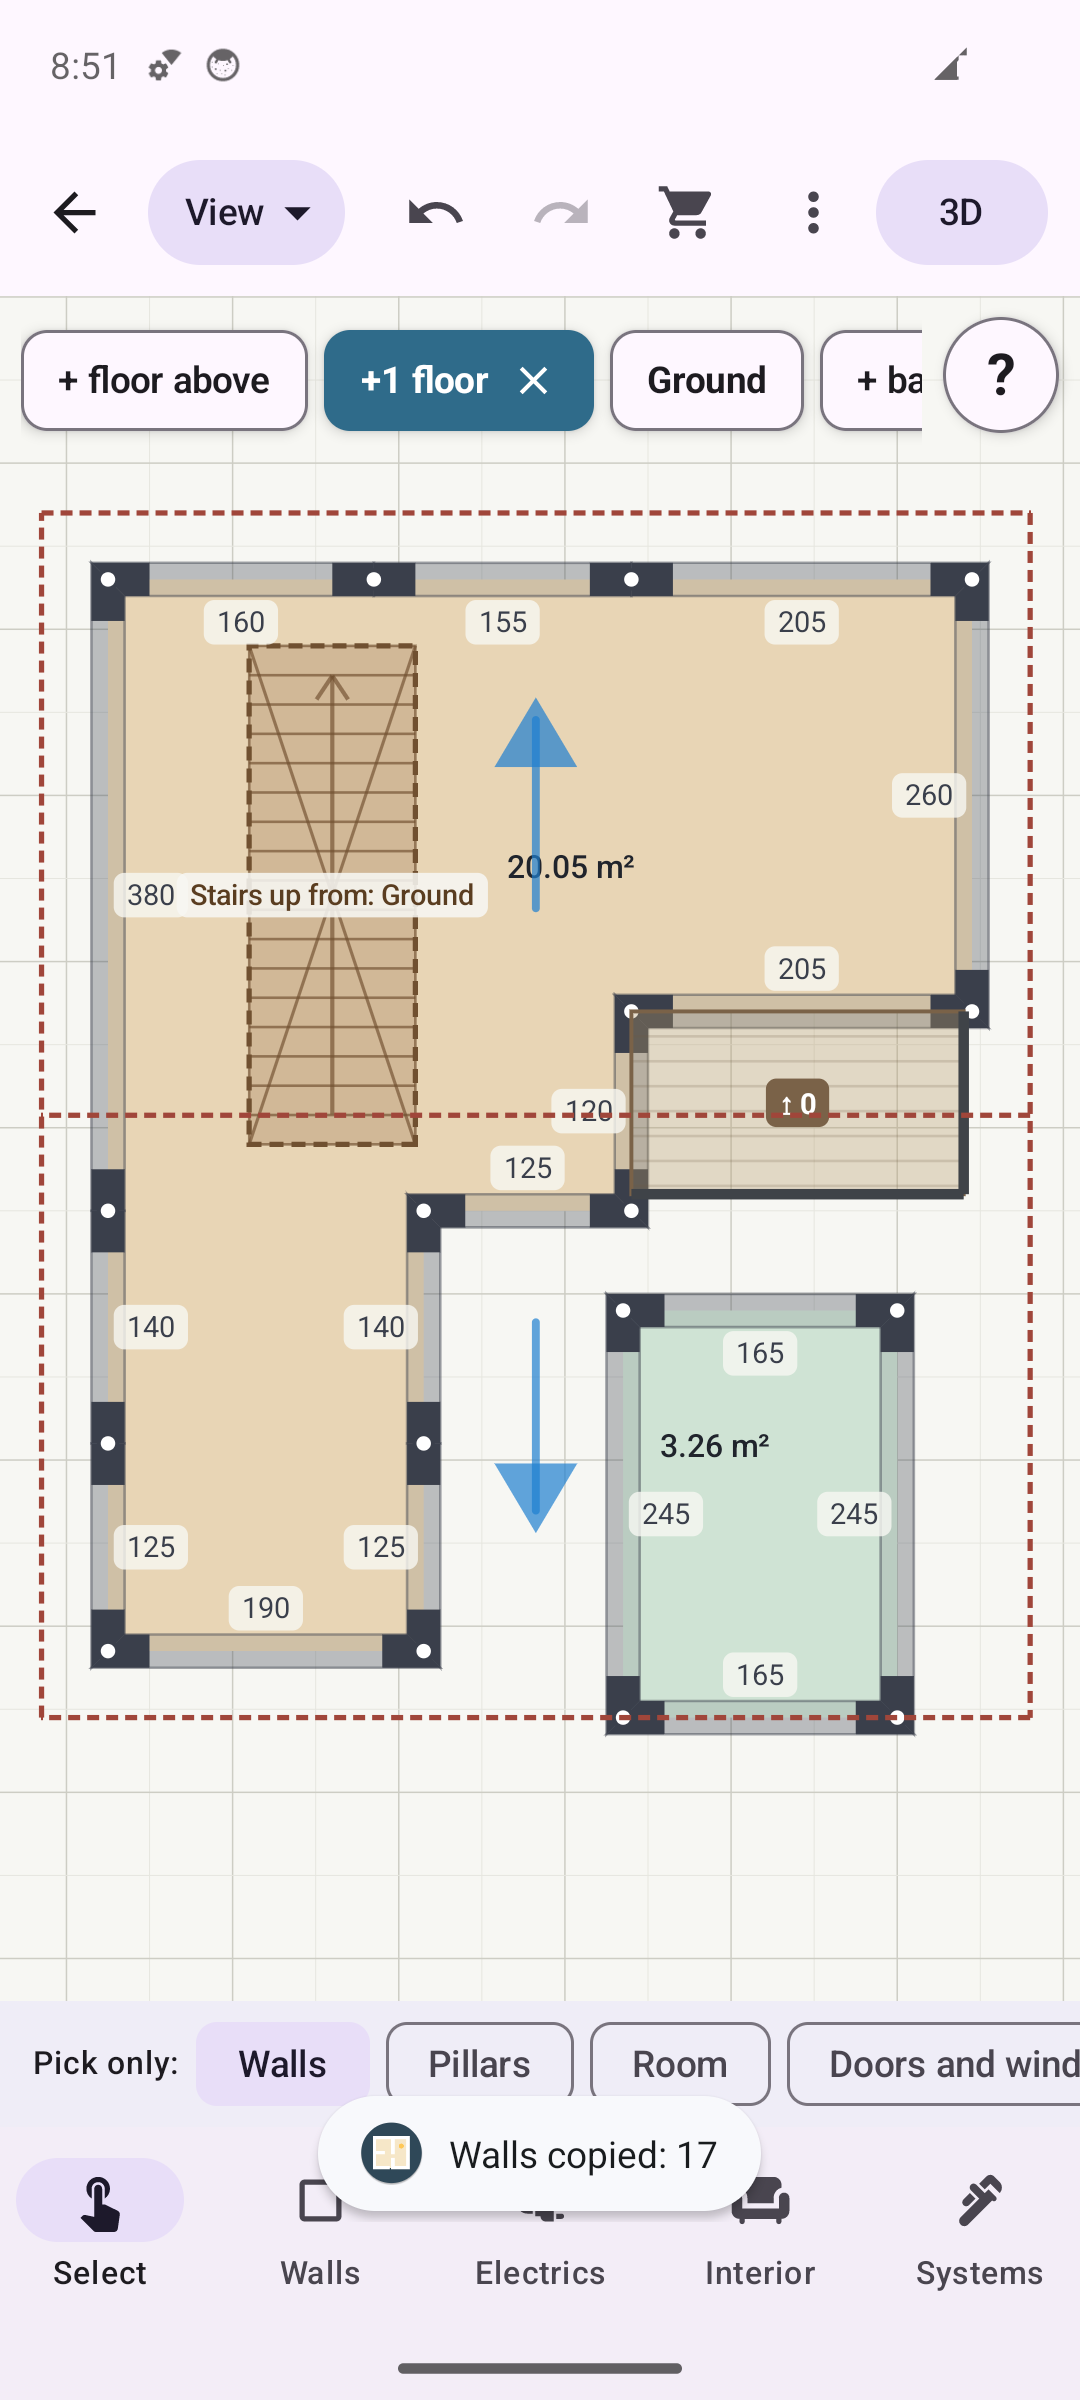 8:51
View
3D
+ floor above
+1 floor
Ground
+ ba
?
160
155
205
260
20.05 m²
380
Stairs up from: Ground
205
↑ 0
120
125
140
140
165
3.26 m²
245
245
125
125
190
165
Pick only:
Walls
Pillars
Room
Doors and wind
Walls copied: 17
Select
Walls
Electrics
Interior
Systems